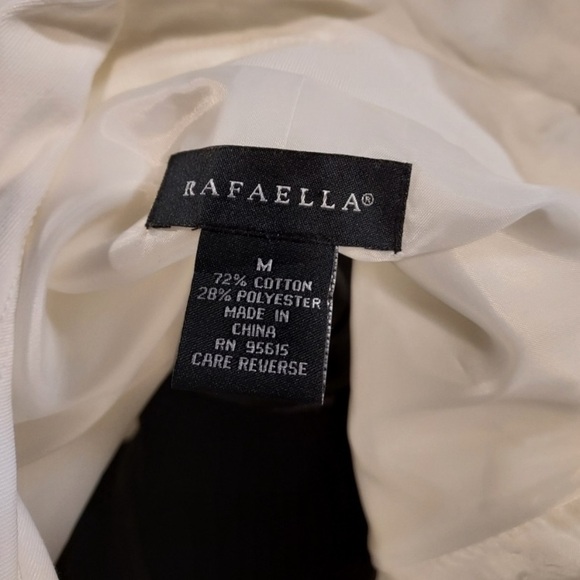 RAFAELLA®
M
72% COTTON
28% POLYESTER
MADE IN
CHINA
RN 95615
CARE REVERSE